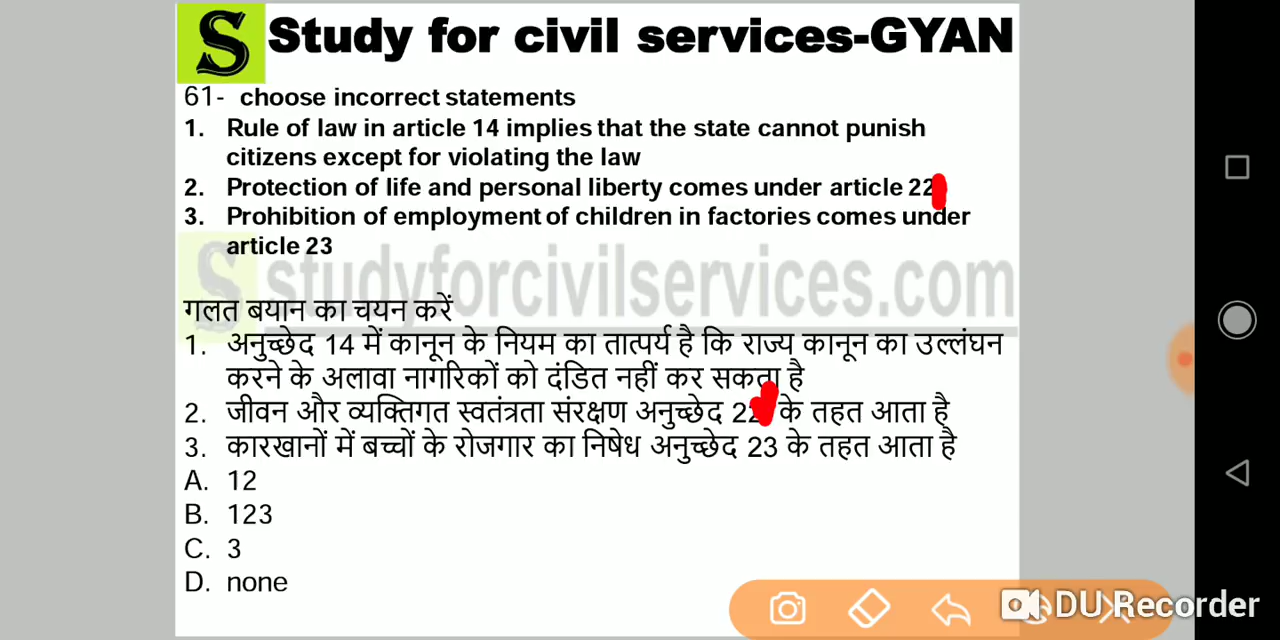 S Study for civil services-GYAN
61- choose incorrect statements
1. Rule of law in article 14 implies that the state cannot punish
citizens except for violating the law
2. Protection of life and personal liberty comes under article 22
3. Prohibition of employment of children in factories comes under
article 23
S studyforcivilservices.com
गलत बयान का चयन करें
1. अनुच्छेद 14 में कानून के नियम का तात्पर्य है कि राज्य कानून का उल्लंघन
करने के अलावा नागरिकों को दंडित नहीं कर सकता है
2. जीवन और व्यक्तिगत स्वतंत्रता संरक्षण अनुच्छेद 22 के तहत आता है
3. कारखानों में बच्चों के रोजगार का निषेध अनुच्छेद 23 के तहत आता है
A. 12
B. 123
C. 3
D. none
DU Recorder